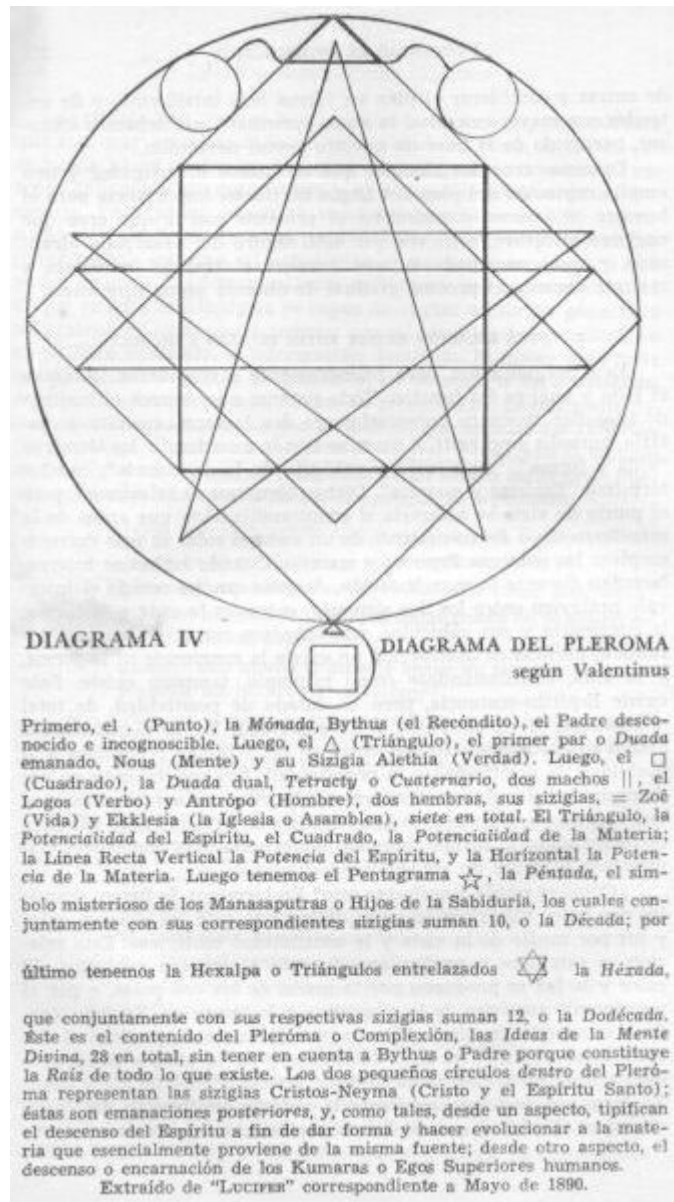 DIAGRAMA IV
DIAGRAMA DEL PLEROMA
según Valentinus
Primero, el . (Punto), la Mónada, Bythus (el Recóndito), el Padre desco-
nocido e incognoscible. Luego, el △ (Triángulo), el primer par o Duada
emanado, Nous (Mente) y su Sizigia Alethia (Verdad). Luego, el □
(Cuadrado), la Duada dual, Tetracty o Cuaternario, dos machos ||, el
Logos (Verbo) y Antrópo (Hombre), dos hembras, sus sizigias, = Zoê
(Vida) y Ekklesia (la Iglesia o Asamblea), siete en total. El Triángulo, la
Potencialidad del Espíritu, el Cuadrado, la Potencialidad de la Materia;
la Línea Recta Vertical la Potencia del Espíritu, y la Horizontal la Poten-
cia de la Materia. Luego tenemos el Pentagrama ☆, la Péntada, el sím-
bolo misterioso de los Manasaputras o Hijos de la Sabiduría, los cuales con-
juntamente con sus correspondientes sizigias suman 10, o la Década; por
último tenemos la Hexalpa o Triángulos entrelazados ✡ la Héxada,
que conjuntamente con sus respectivas sizigias suman 12, o la Dodécada.
Éste es el contenido del Pleróma o Complexión, las Ideas de la Mente
Divina, 28 en total, sin tener en cuenta a Bythus o Padre porque constituye
la Raíz de todo lo que existe. Los dos pequeños círculos dentro del Pleró-
ma representan las sizigias Cristos-Neyma (Cristo y el Espíritu Santo);
éstas son emanaciones posteriores, y, como tales, desde un aspecto, tipifican
el descenso del Espíritu a fin de dar forma y hacer evolucionar a la mate-
ria que esencialmente proviene de la misma fuente; desde otro aspecto, el
descenso o encarnación de los Kumaras o Egos Superiores humanos.
Extraído de "LUCIFER" correspondiente a Mayo de 1890.